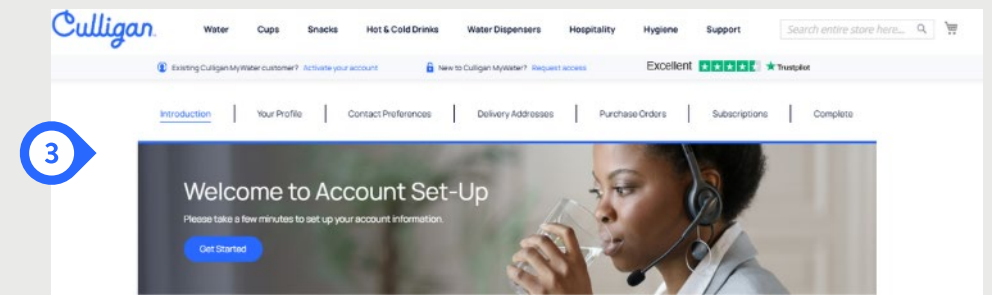 Culligan.
Water Cups Snacks Hot & Cold Drinks Water Dispensers Hospitality Hygiene Support Search entire store here...
Existing Culligan MyWater customer? Activate your account New to Culligan MyWater? Request access Excellent Trustpilot
Introduction Your Profile Contact Preferences Delivery Addresses Purchase Orders Subscriptions Complete
3
Welcome to Account Set-Up
Please take a few minutes to set up your account information.
Get Started